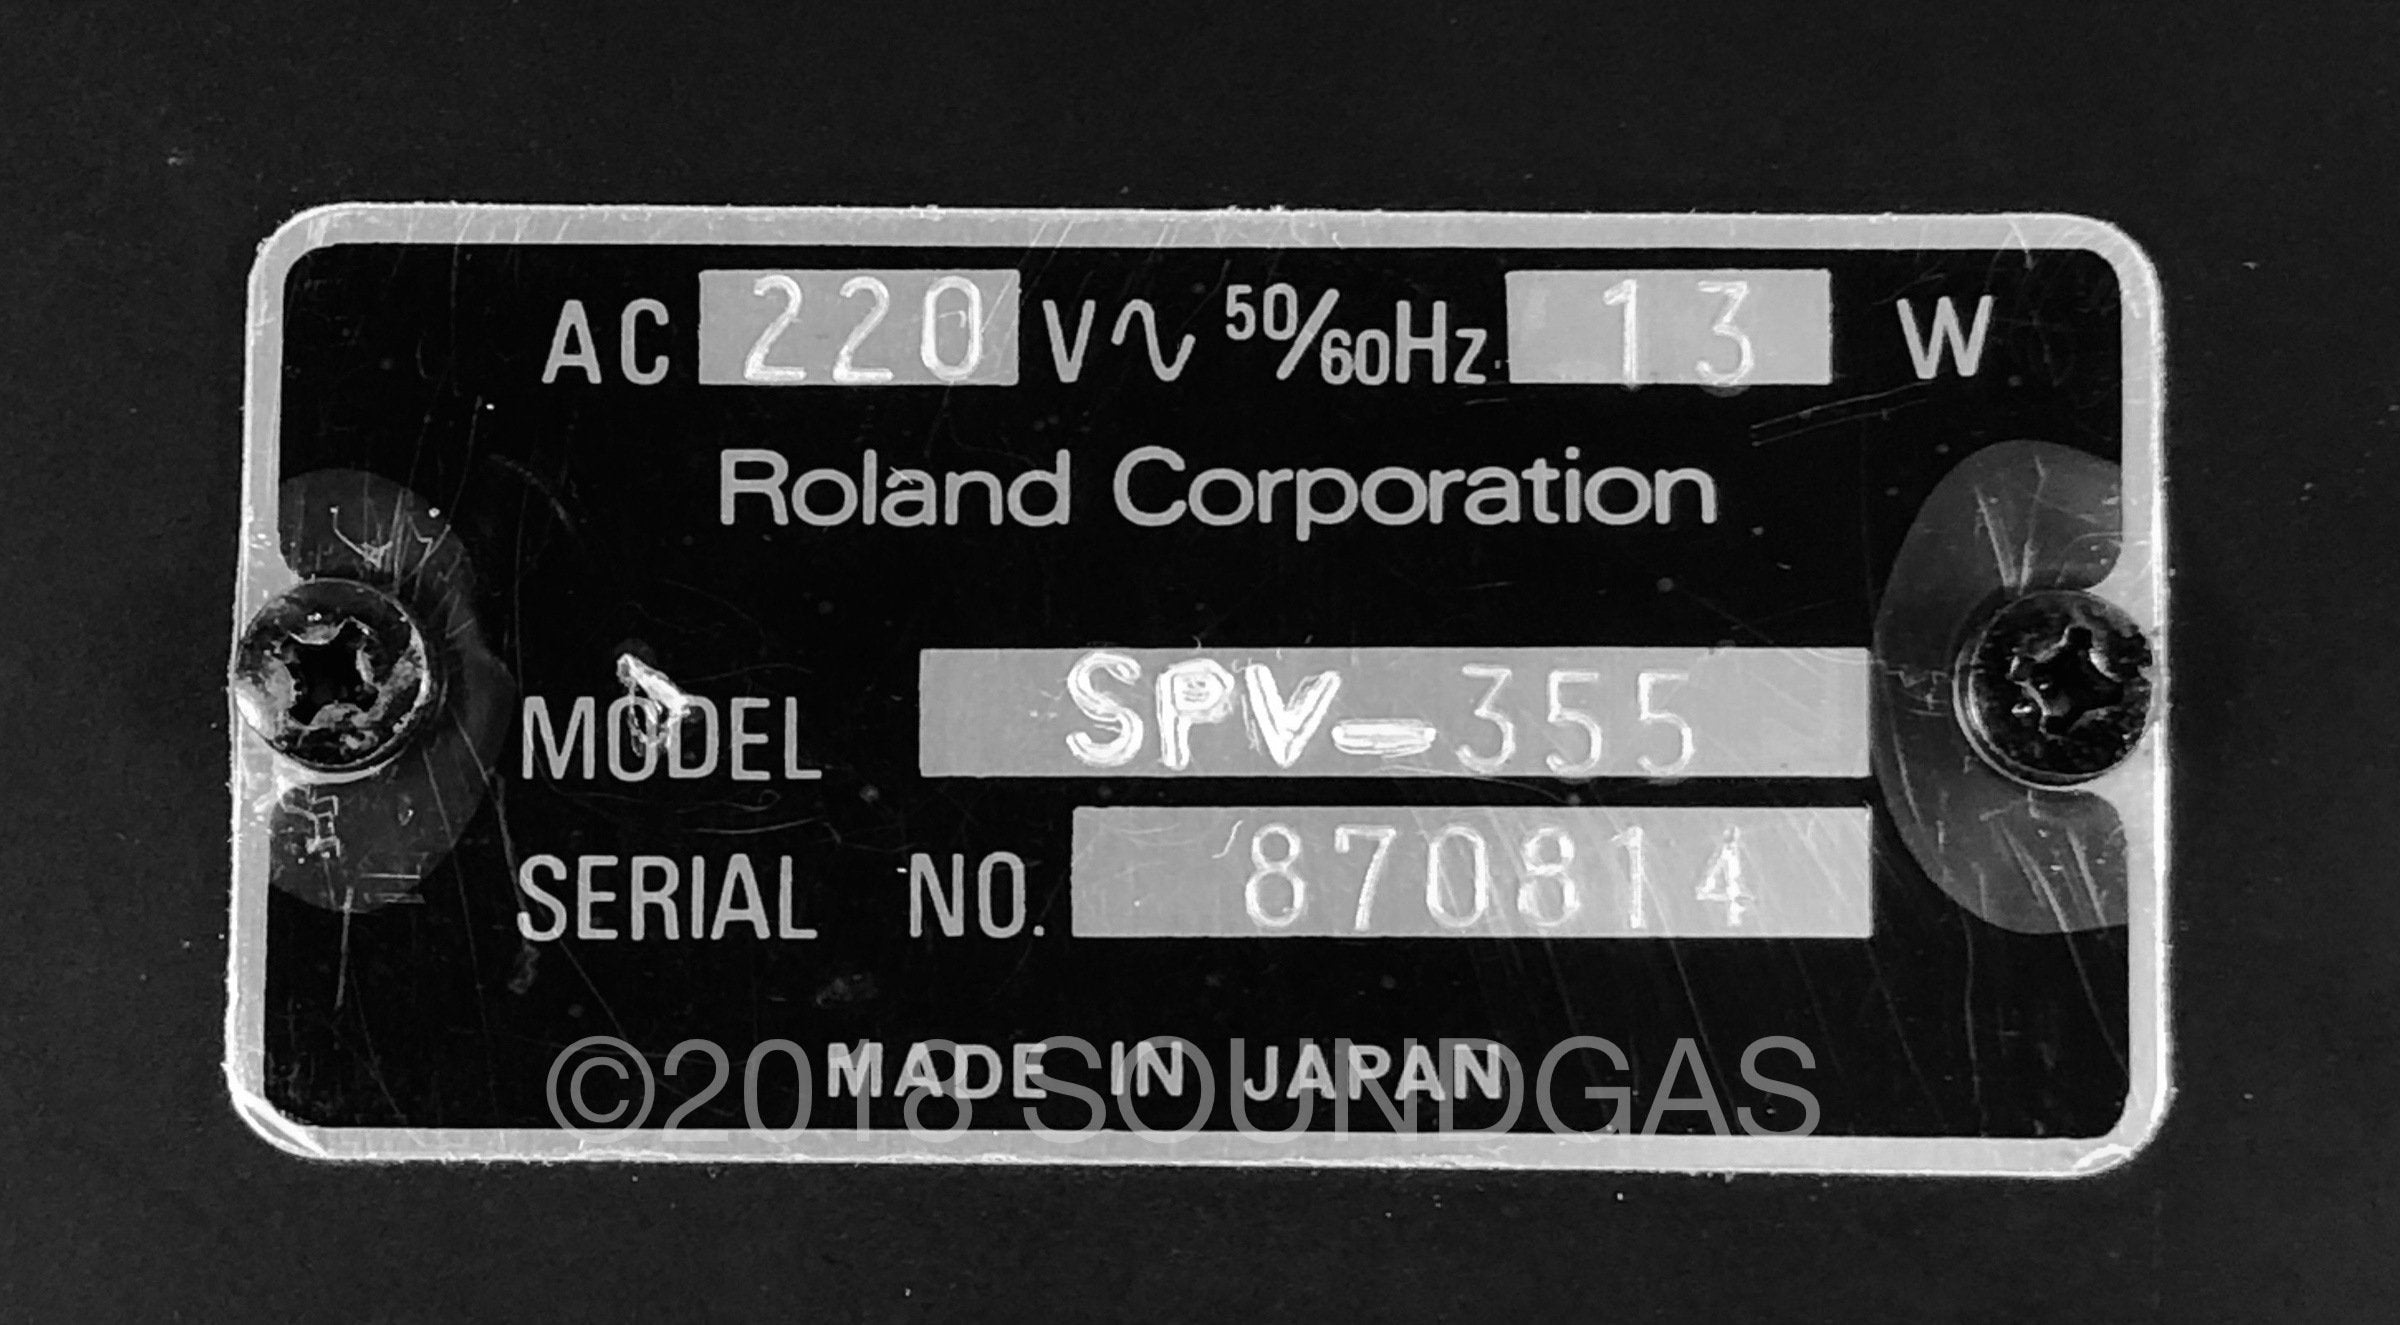 AC 220 V∿ 50/60Hz 13 W
Roland Corporation
MODEL SPV-355
SERIAL NO. 870814
MADE IN JAPAN
©2018 SOUNDGAS